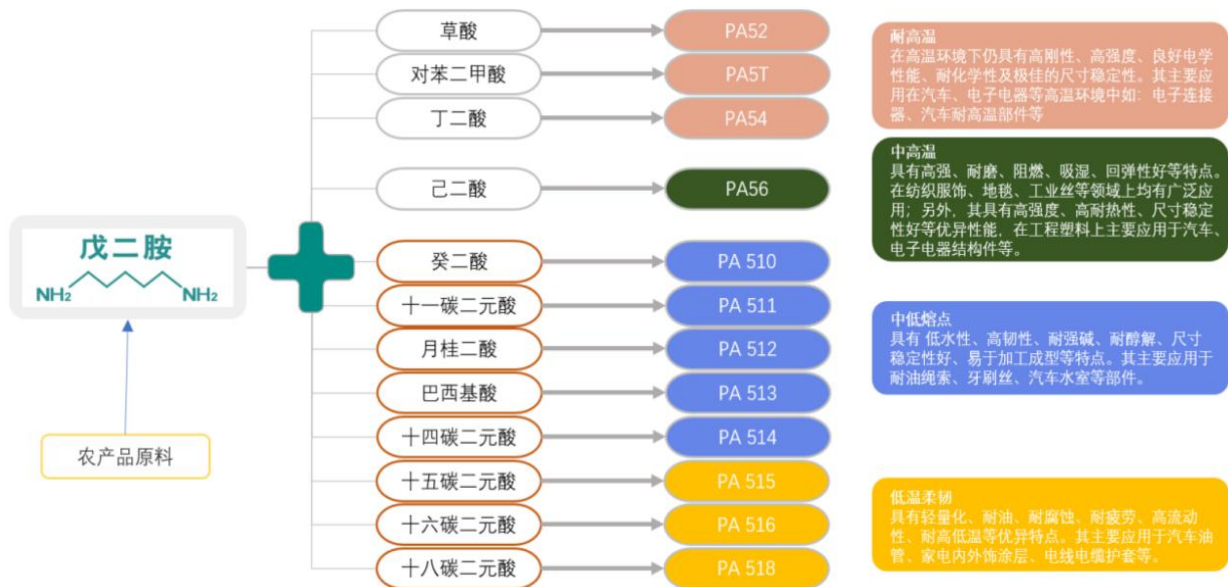 草酸
PA52
对苯二甲酸
PA5T
丁二酸
PA54
己二酸
PA56
戊二胺
NH₂
NH₂
癸二酸
PA 510
十一碳二元酸
PA 511
月桂二酸
PA 512
巴西基酸
PA 513
十四碳二元酸
PA 514
农产品原料
十五碳二元酸
PA 515
十六碳二元酸
PA 516
十八碳二元酸
PA 518
耐高温
在高温环境下仍具有高刚性、高强度、良好电学
性能、耐化学性及极佳的尺寸稳定性。其主要应
用在汽车、电子电器等高温环境中如：电子连接
器、汽车耐高温部件等
中高温
具有高强、耐磨、阻燃、吸湿、回弹性好等特点。
在纺织服饰、地毯、工业丝等领域上均有广泛应
用；另外，其具有高强度、高耐热性、尺寸稳定
性好等优异性能，在工程塑料上主要应用于汽车、
电子电器结构件等。
中低熔点
具有 低水性、高韧性、耐强碱、耐醇解、尺寸
稳定性好、易于加工成型等特点。其主要应用于
耐油绳索、牙刷丝、汽车水室等部件。
低温柔韧
具有轻量化、耐油、耐腐蚀、耐疲劳、高流动
性、耐高低温等优异特点。其主要应用于汽车油
管、家电内外饰涂层、电线电缆护套等。